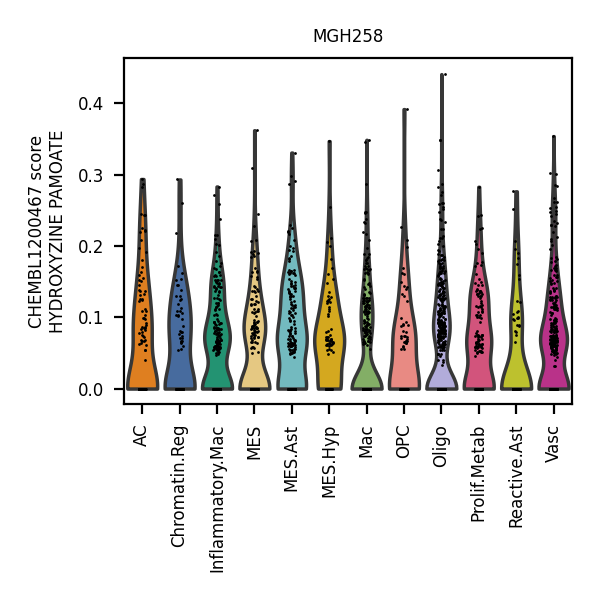 MGH258
CHEMBL1200467 score
HYDROXYZINE PAMOATE
0.4
0.3
0.2
0.1
0.0
AC
Chromatin.Reg
Inflammatory.Mac
MES
MES.Ast
MES.Hyp
Mac
OPC
Oligo
Prolif.Metab
Reactive.Ast
Vasc